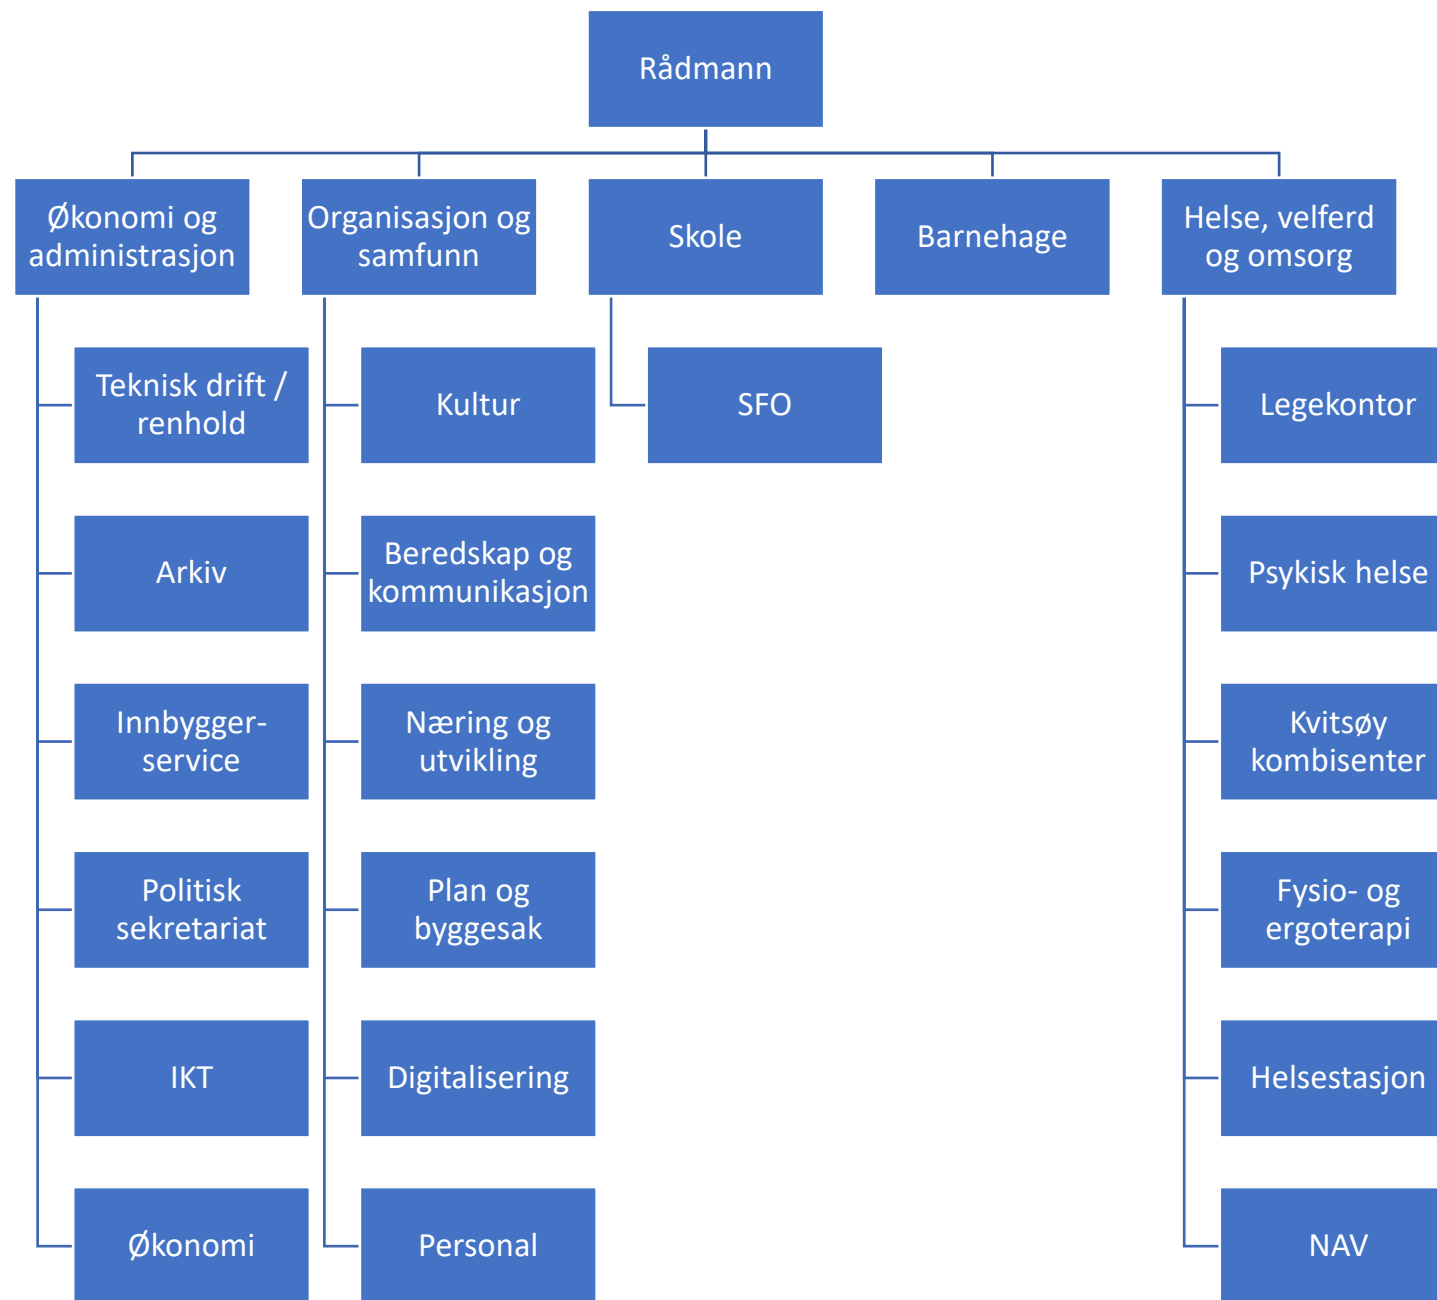 Rådmann
Økonomi og
administrasjon
Organisasjon og
samfunn
Skole
Barnehage
Helse, velferd
og omsorg
Teknisk drift /
renhold
Kultur
SFO
Legekontor
Arkiv
Beredskap og
kommunikasjon
Psykisk helse
Innbygger-
service
Næring og
utvikling
Kvitsøy
kombisenter
Politisk
sekretariat
Plan og
byggesak
Fysio- og
ergoterapi
IKT
Digitalisering
Helsestasjon
Økonomi
Personal
NAV